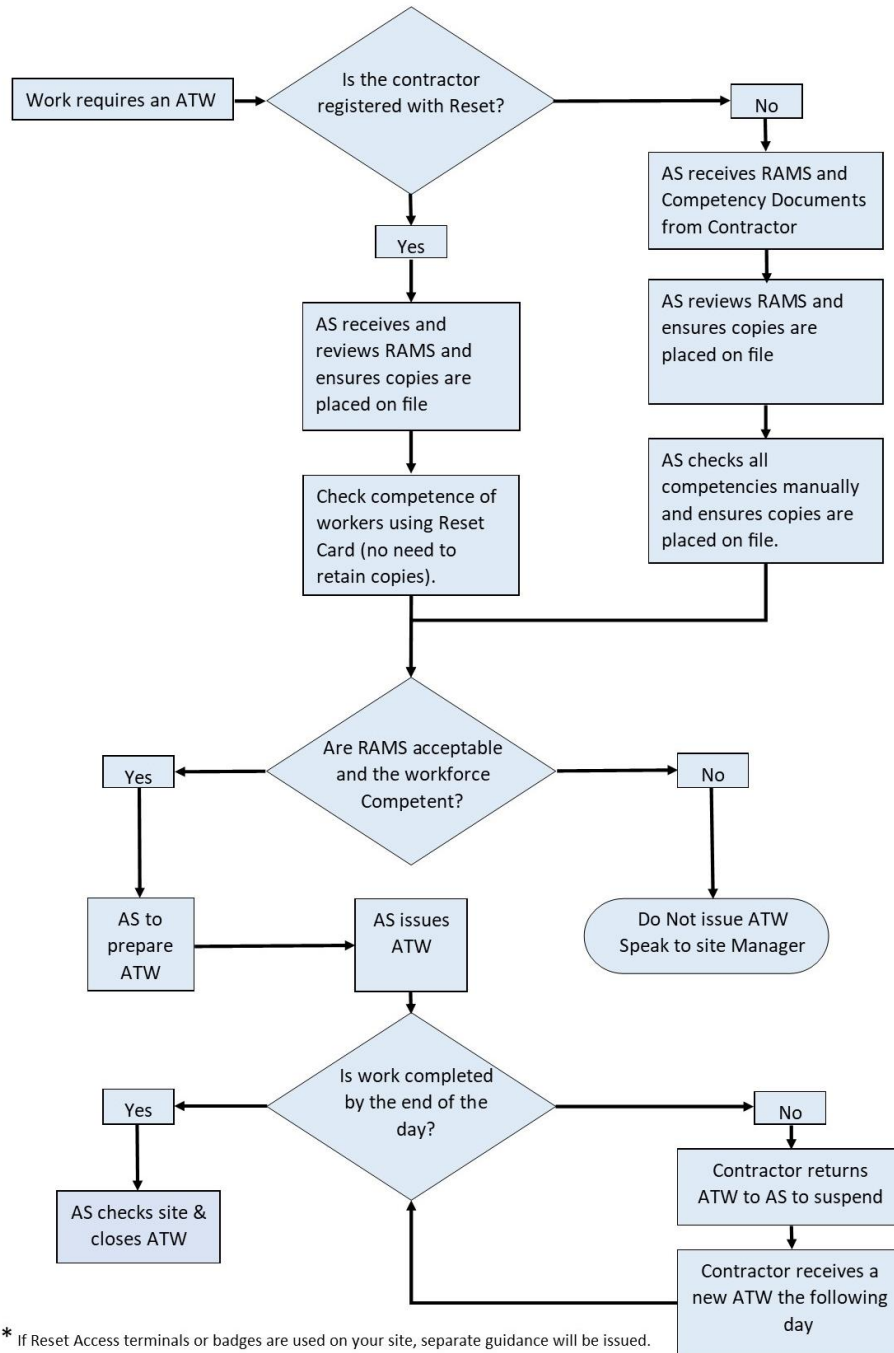 Work requires an ATW
Is the contractor
registered with Reset?
No
Yes
AS receives RAMS and
Competency Documents
from Contractor
AS reviews RAMS and
ensures copies are
placed on file
AS checks all
competencies manually
and ensures copies are
placed on file.
AS receives and
reviews RAMS and
ensures copies are
placed on file
Check competence of
workers using Reset
Card (no need to
retain copies).
Are RAMS acceptable
and the workforce
Competent?
Yes
No
AS to
prepare
ATW
AS issues
ATW
Do Not issue ATW
Speak to site Manager
Is work completed
by the end of the
day?
Yes
No
AS checks site &
closes ATW
Contractor returns
ATW to AS to suspend
Contractor receives a
new ATW the following
day
* If Reset Access terminals or badges are used on your site, separate guidance will be issued.